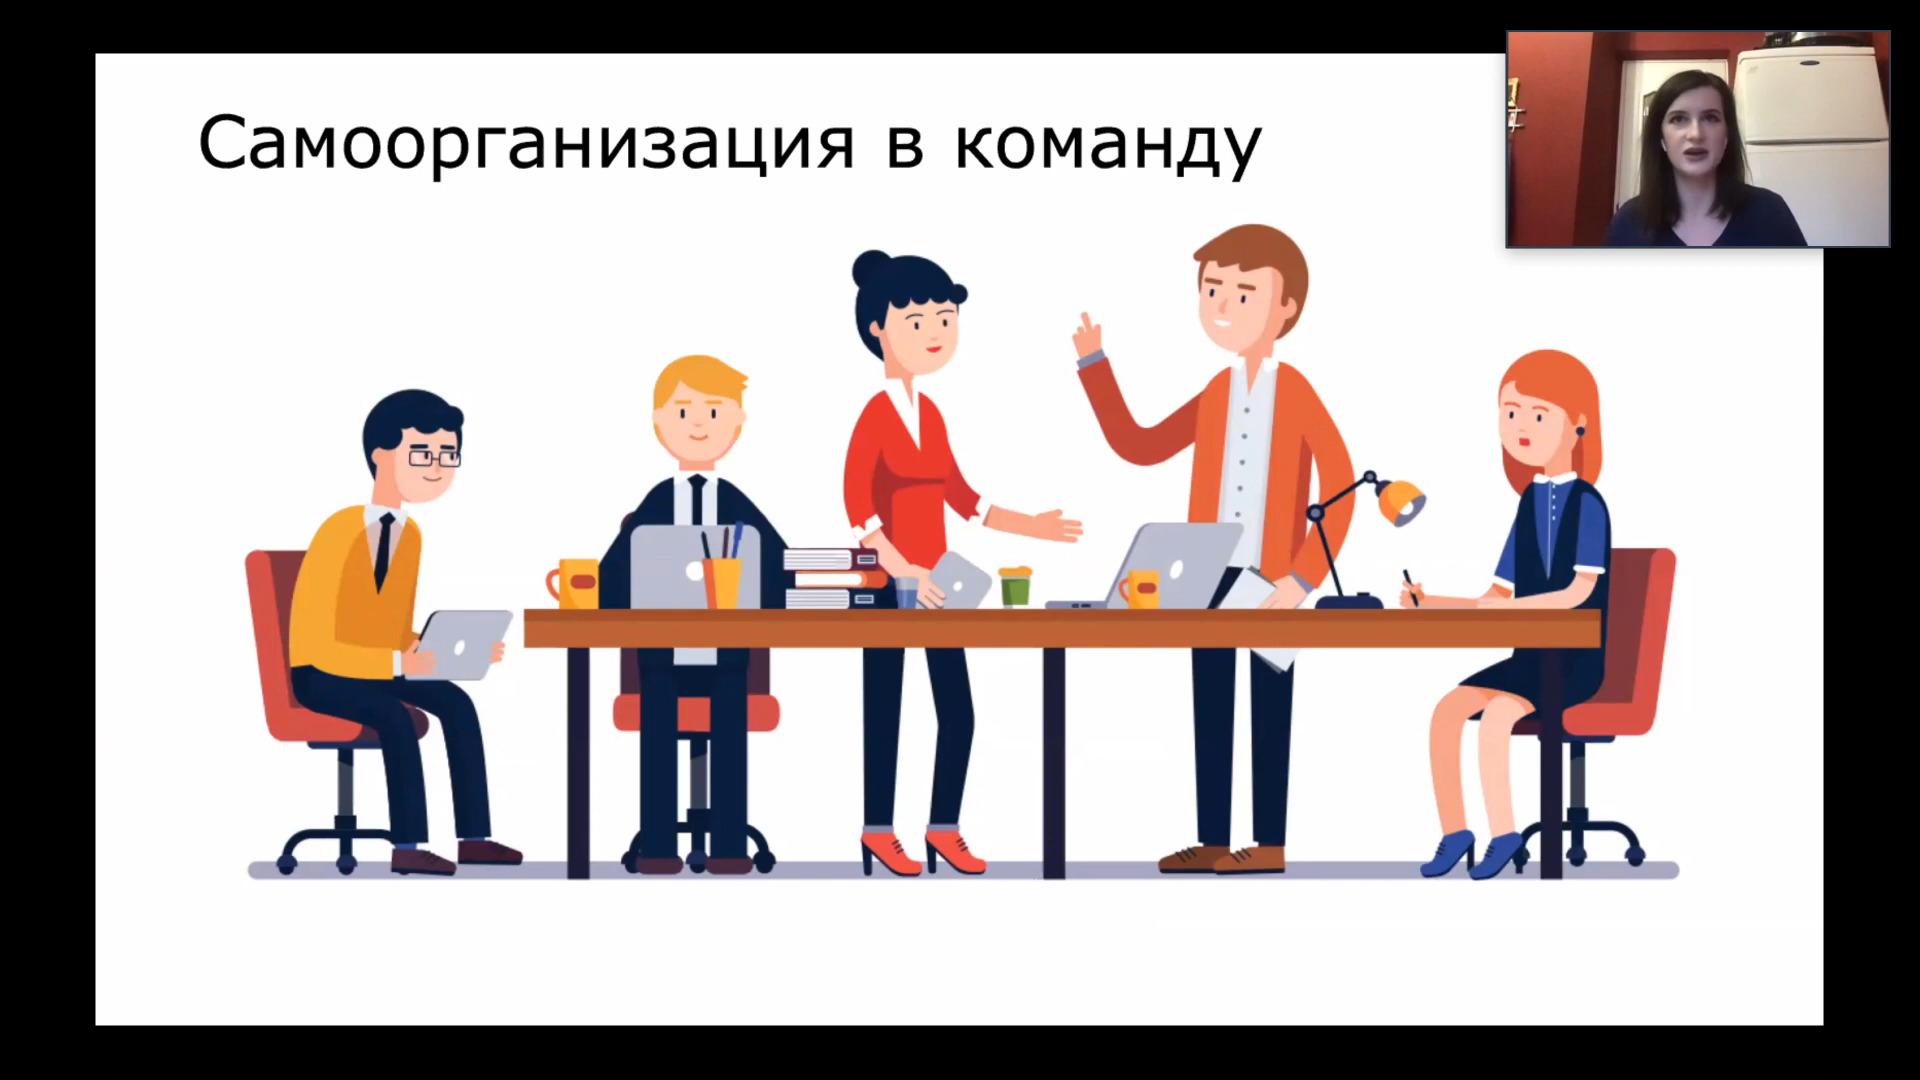 Самоорганизация в команду